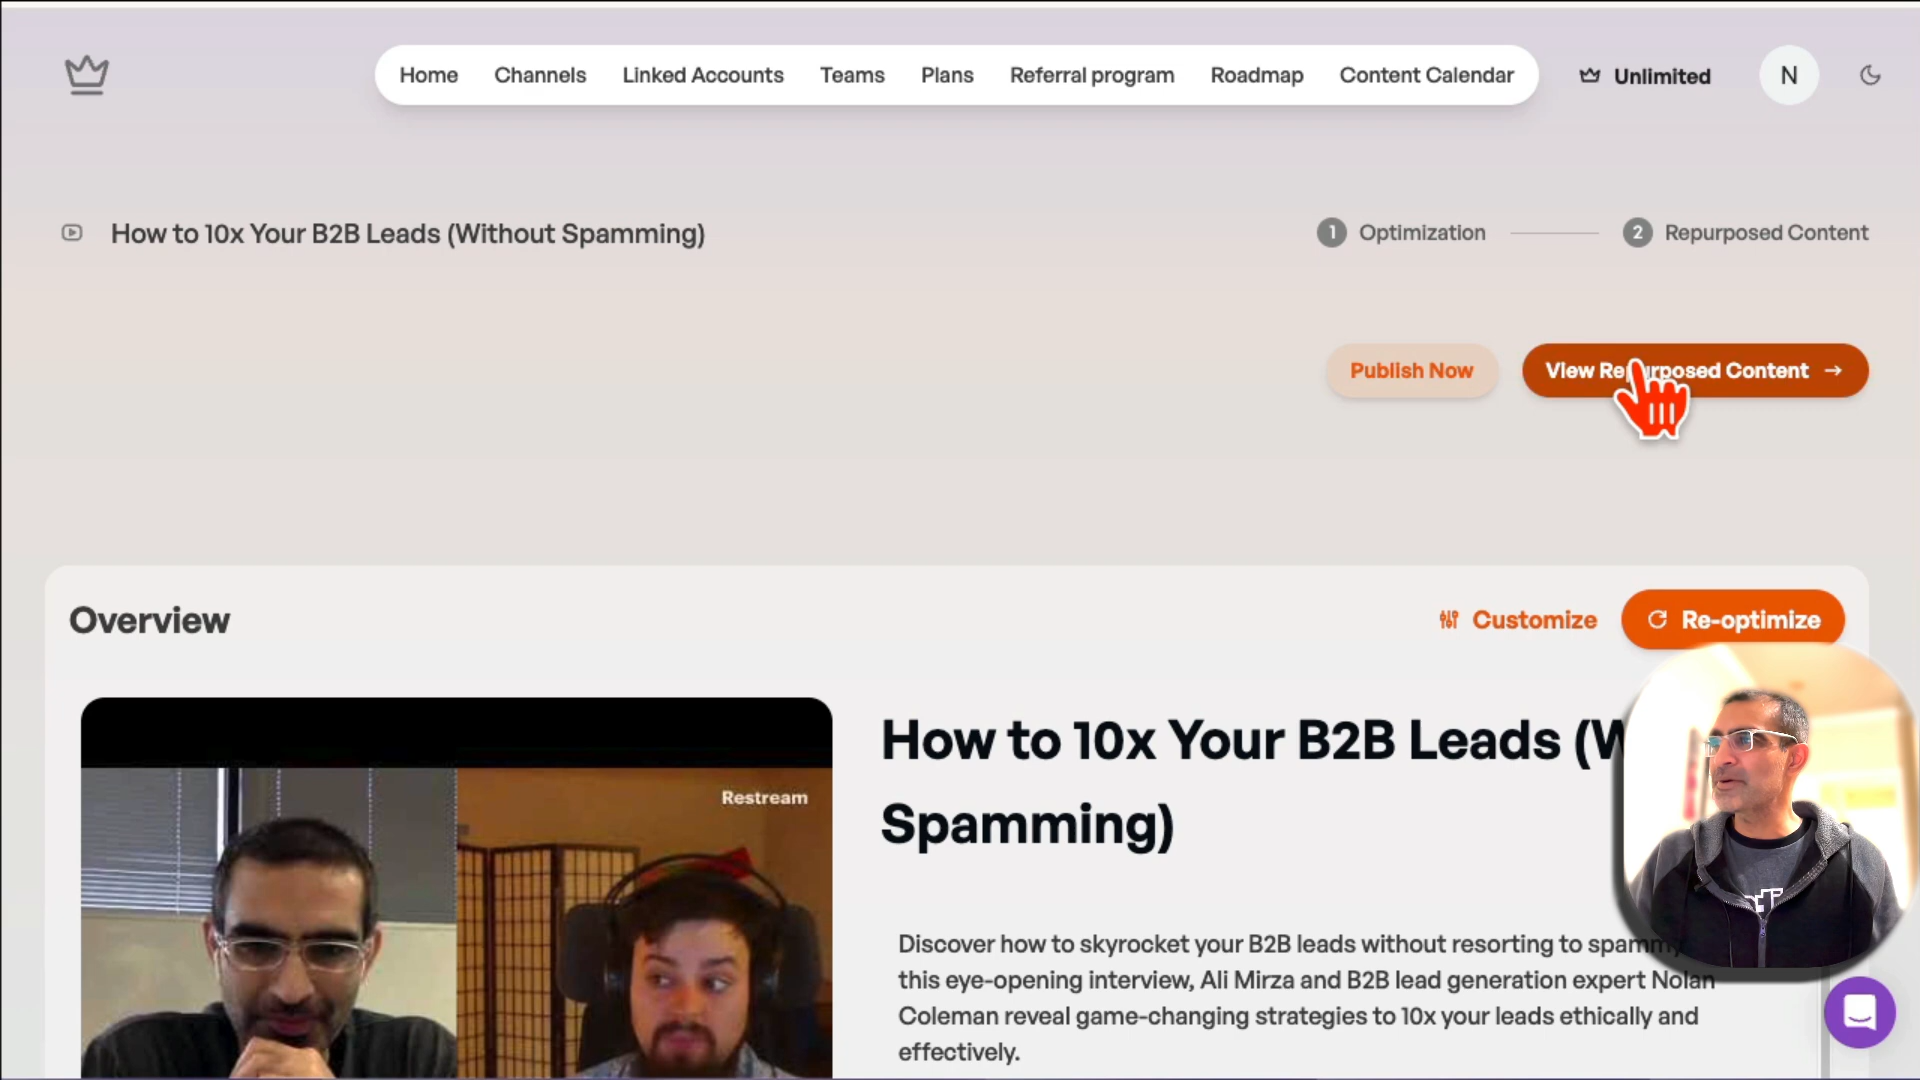 Home Channels Linked Accounts Teams Plans Referral program Roadmap Content Calendar Unlimited N
How to 10x Your B2B Leads (Without Spamming) 1 Optimization 2 Repurposed Content
Publish Now View Repurposed Content →
Overview Customize Re-optimize
Restream
How to 10x Your B2B Leads (W
Spamming)
Discover how to skyrocket your B2B leads without resorting to spammy
this eye-opening interview, Ali Mirza and B2B lead generation expert Nolan
Coleman reveal game-changing strategies to 10x your leads ethically and
effectively.